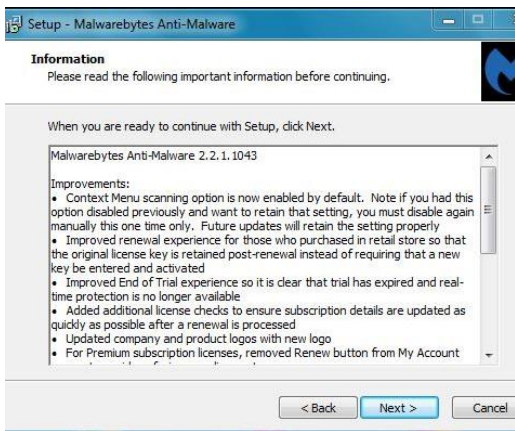 Setup - Malwarebytes Anti-Malware
Information
Please read the following important information before continuing.
When you are ready to continue with Setup, click Next.
Malwarebytes Anti-Malware 2.2.1.1043
Improvements:
• Context Menu scanning option is now enabled by default. Note if you had this
option disabled previously and want to retain that setting, you must disable again
manually this one time only. Future updates will retain the setting properly
• Improved renewal experience for those who purchased in retail store so that
the original license key is retained post-renewal instead of requiring that a new
key be entered and activated
• Improved End of Trial experience so it is clear that trial has expired and real-
time protection is no longer available
• Added additional license checks to ensure subscription details are updated as
quickly as possible after a renewal is processed
• Updated company and product logos with new logo
• For Premium subscription licenses, removed Renew button from My Account
< Back
Next >
Cancel